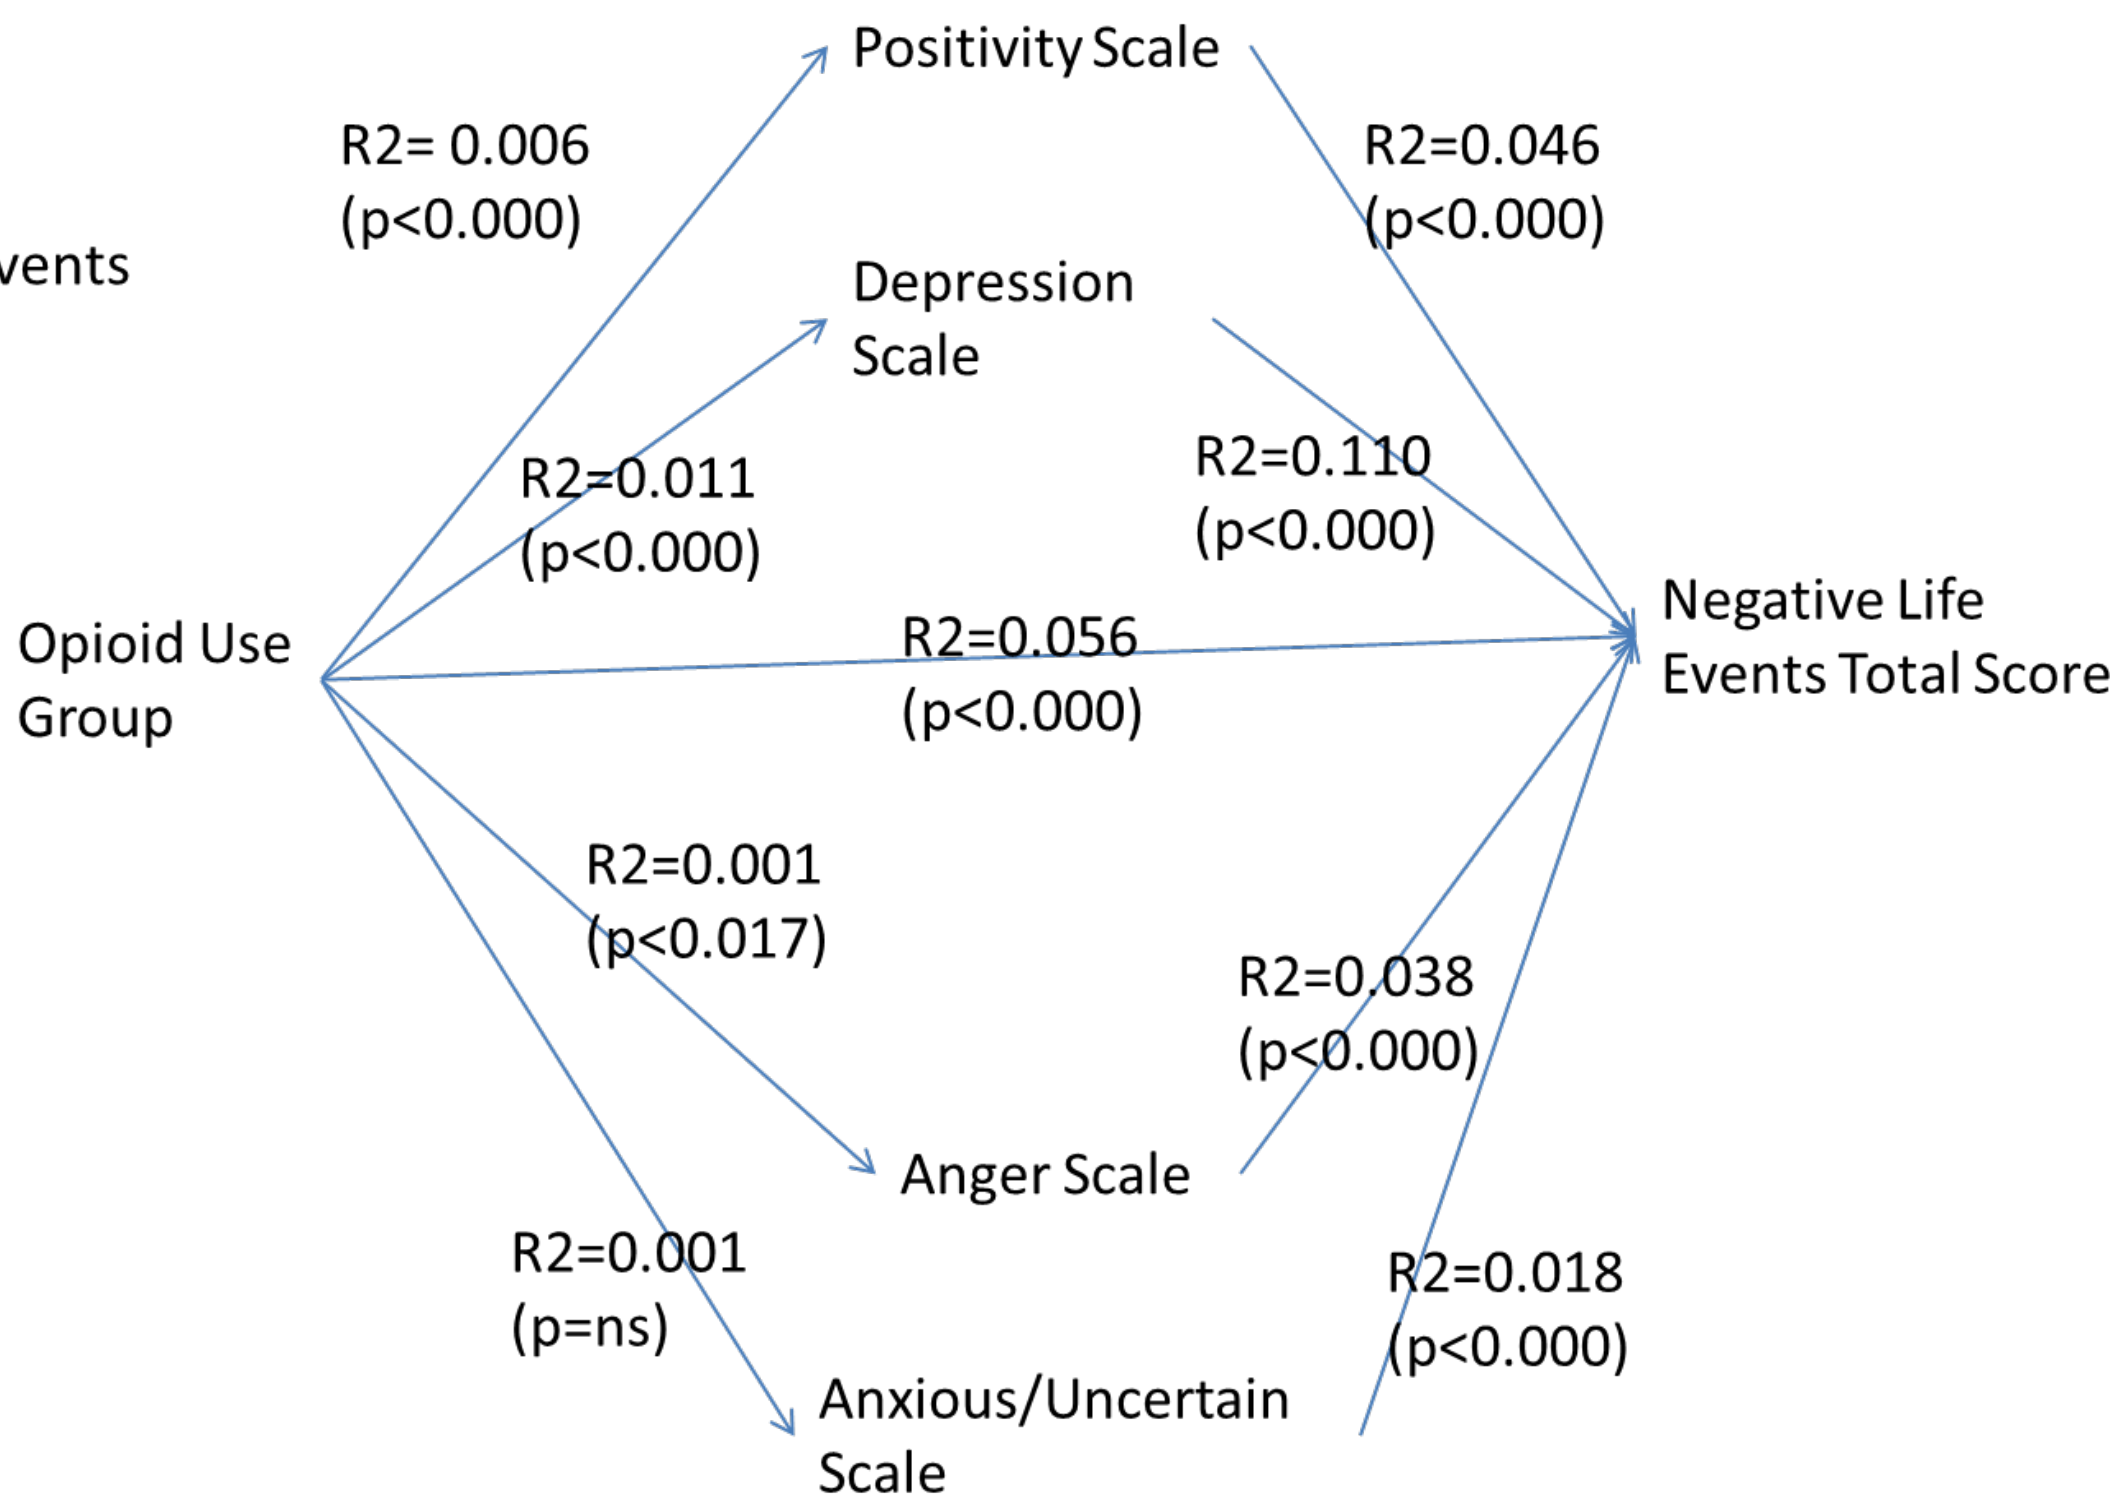 Positivity Scale
R2= 0.006
(p<0.000)
R2=0.046
(p<0.000)
vents
Depression
Scale
R2=0.011
(p<0.000)
R2=0.110
(p<0.000)
Opioid Use
Group
R2=0.056
(p<0.000)
Negative Life
Events Total Score
R2=0.001
(p<0.017)
R2=0.038
(p<0.000)
Anger Scale
R2=0.001
(p=ns)
R2=0.018
(p<0.000)
Anxious/Uncertain
Scale